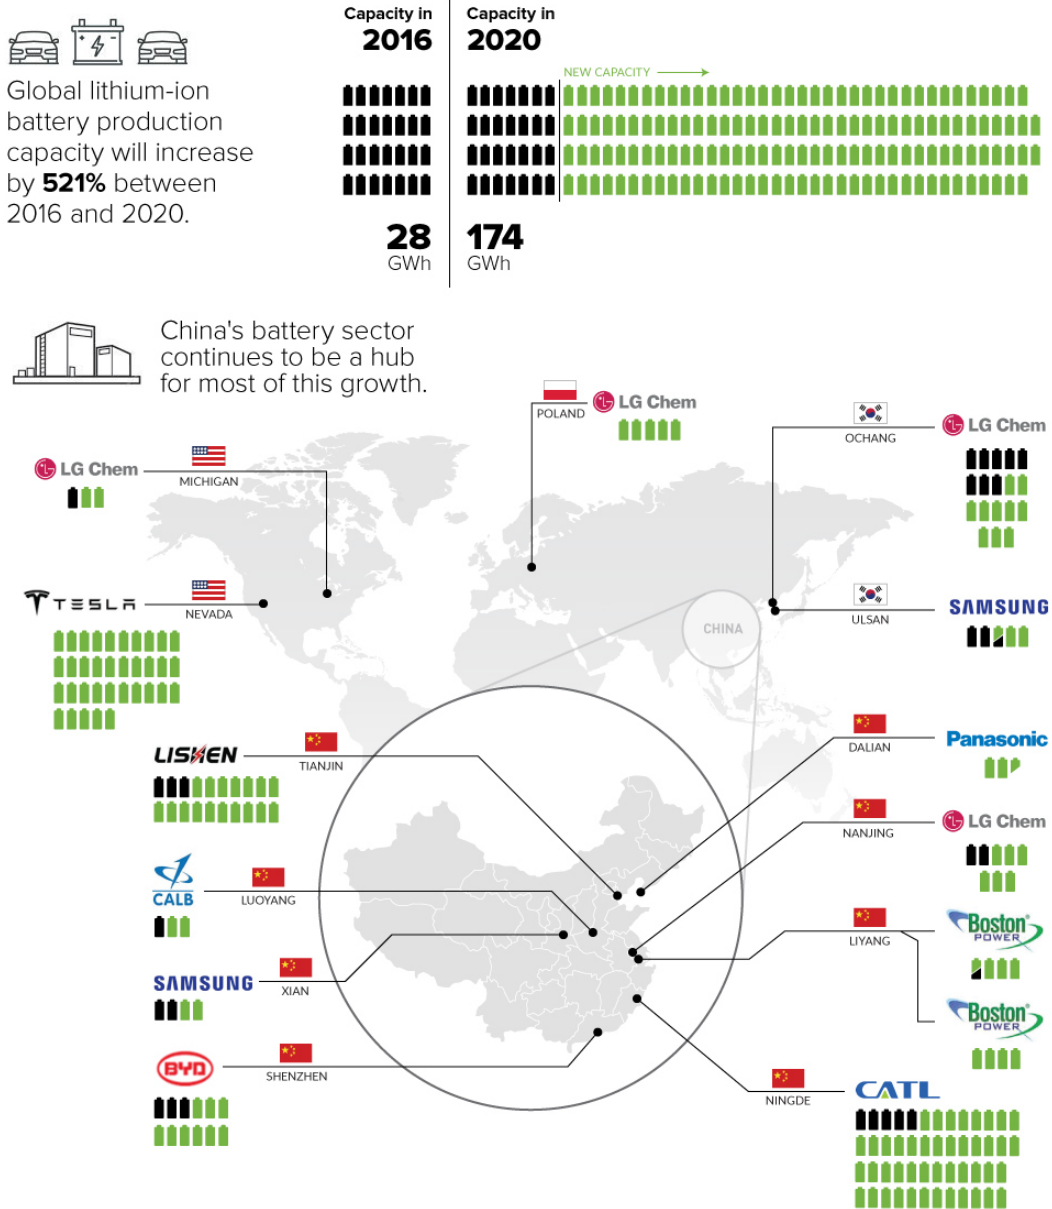 Global lithium-ion
battery production
capacity will increase
by 521% between
2016 and 2020.
Capacity in
2016
28
GWh
Capacity in
2020
NEW CAPACITY
174
GWh
China's battery sector
continues to be a hub
for most of this growth.
POLAND
LG Chem
OCHANG
LG Chem
LG Chem
MICHIGAN
TESLA
NEVADA
ULSAN
SAMSUNG
CHINA
LISHEN
TIANJIN
DALIAN
Panasonic
NANJING
LG Chem
CALB
LUOYANG
LIYANG
Boston
POWER
SAMSUNG
XIAN
Boston
POWER
BYD
SHENZHEN
NINGDE
CATL